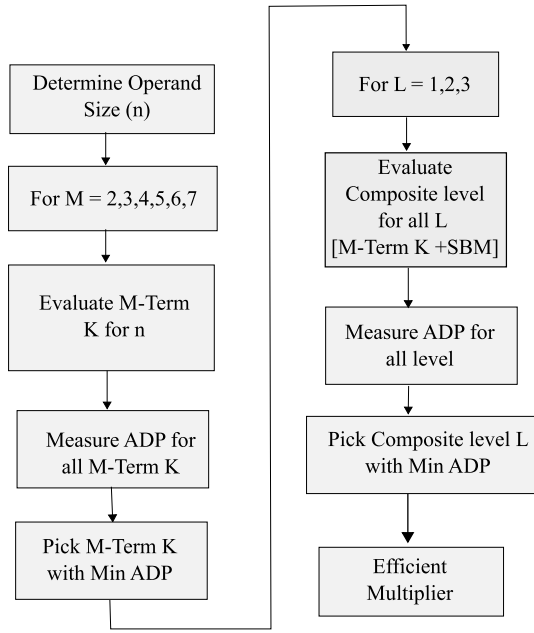 Determine Operand
Size (n)
For M = 2,3,4,5,6,7
Evaluate M-Term
K for n
Measure ADP for
all M-Term K
Pick M-Term K
with Min ADP
For L = 1,2,3
Evaluate
Composite level
for all L
[M-Term K +SBM]
Measure ADP for
all level
Pick Composite level L
with Min ADP
Efficient
Multiplier